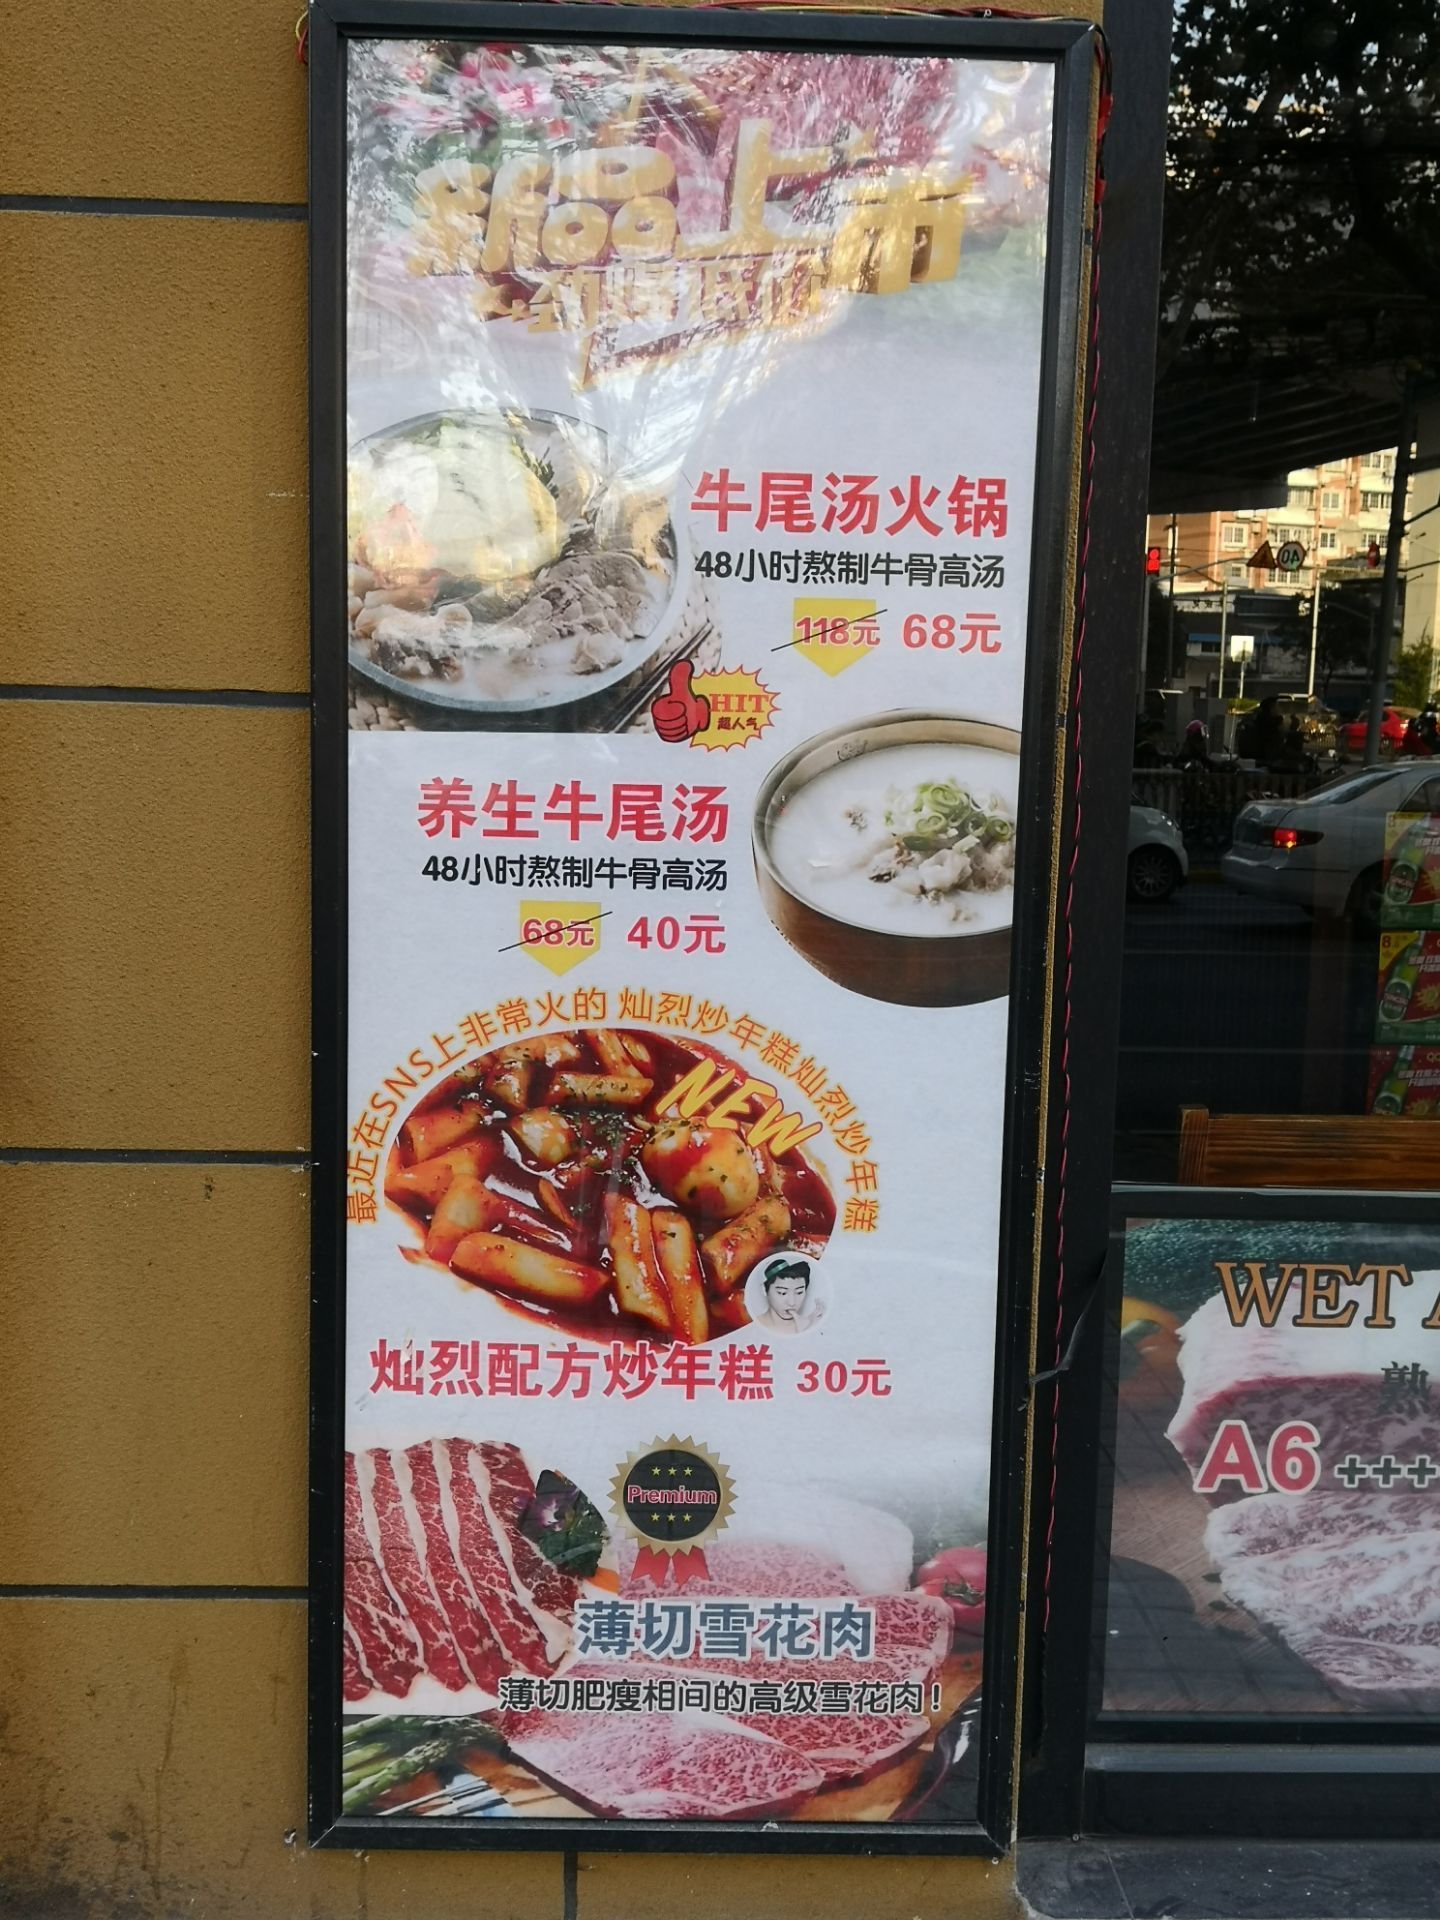 新品上市
劲爆低价
牛尾汤火锅
48小时熬制牛骨高汤
118元 68元
HIT
超人气
养生牛尾汤
48小时熬制牛骨高汤
68元 40元
最近在SNS上非常火的 灿烈炒年糕灿烈炒年糕
NEW
灿烈配方炒年糕 30元
Premium
薄切雪花肉
薄切肥瘦相间的高级雪花肉！
40
WET
熟
A6 +++